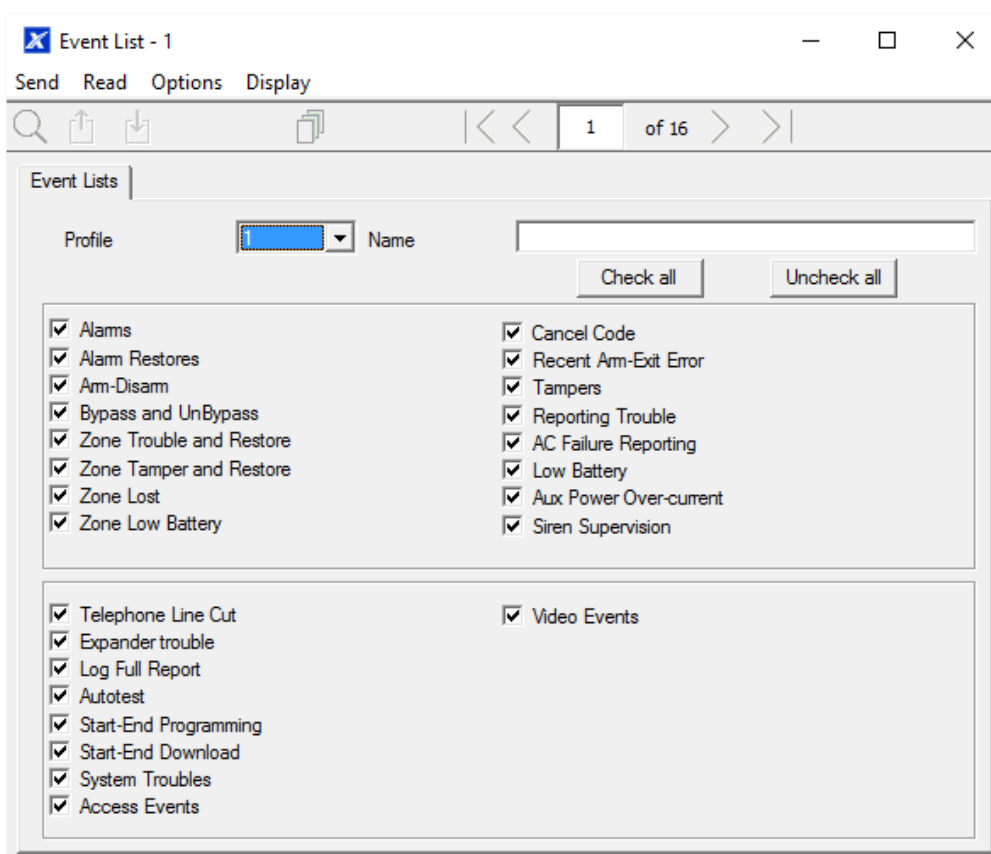 Event List - 1
Send Read Options Display
1 of 16
Event Lists
Profile 1 Name
Check all Uncheck all
Alarms
Alarm Restores
Arm-Disarm
Bypass and UnBypass
Zone Trouble and Restore
Zone Tamper and Restore
Zone Lost
Zone Low Battery
Cancel Code
Recent Arm-Exit Error
Tampers
Reporting Trouble
AC Failure Reporting
Low Battery
Aux Power Over-current
Siren Supervision
Telephone Line Cut
Expander trouble
Log Full Report
Autotest
Start-End Programming
Start-End Download
System Troubles
Access Events
Video Events